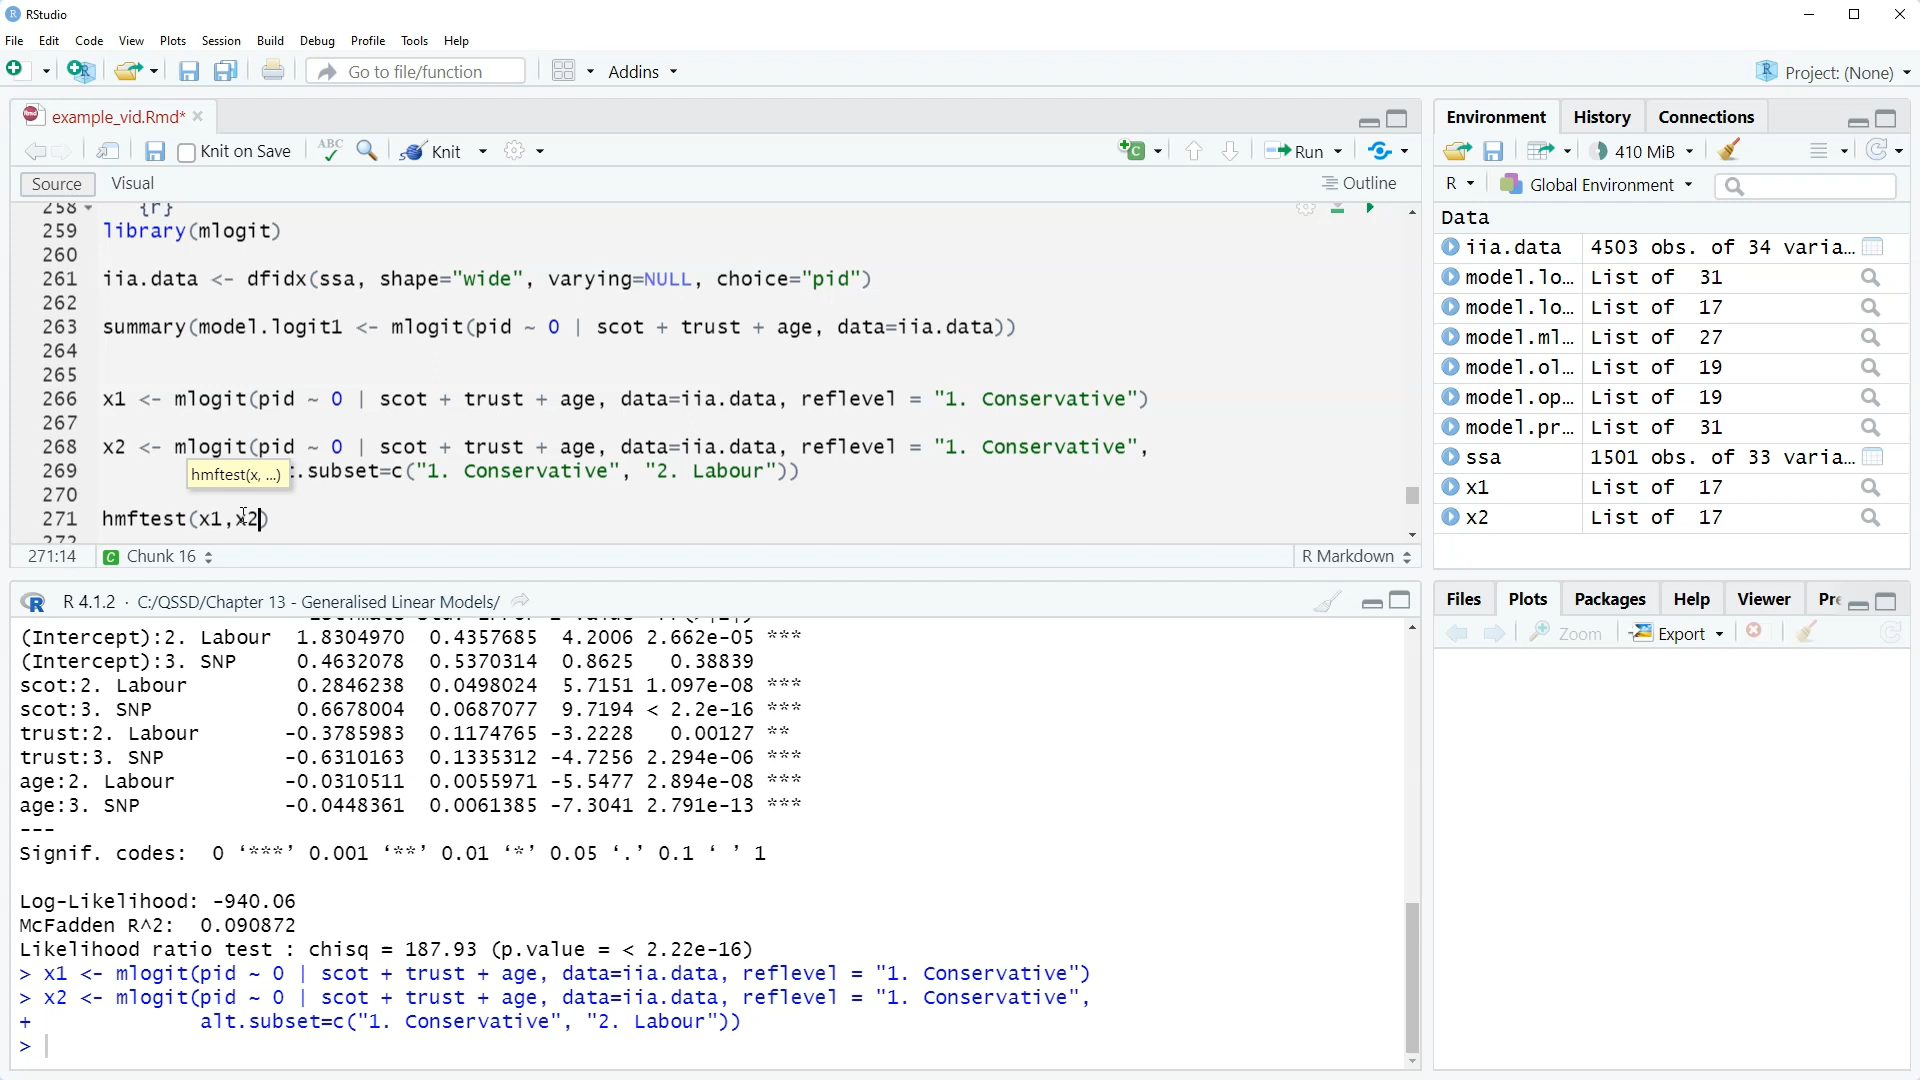 RStudio
File Edit Code View Plots Session Build Debug Profile Tools Help
Go to file/function Addins Project: (None)
example_vid.Rmd*
Knit on Save ABC Knit Run
Source Visual Outline
258 {r}
259 library(mlogit)
260
261 iia.data <- dfidx(ssa, shape="wide", varying=NULL, choice="pid")
262
263 summary(model.logit1 <- mlogit(pid ~ 0 | scot + trust + age, data=iia.data))
264
265
266 x1 <- mlogit(pid ~ 0 | scot + trust + age, data=iia.data, reflevel = "1. Conservative")
267
268 x2 <- mlogit(pid ~ 0 | scot + trust + age, data=iia.data, reflevel = "1. Conservative",
269 .subset=c("1. Conservative", "2. Labour"))
hmftest(x, ...)
270
271 hmftest(x1,x2)
272
271:14 Chunk 16 R Markdown
R 4.1.2 · C:/QSSD/Chapter 13 - Generalised Linear Models/
(Intercept):2. Labour 1.8304970 0.4357685 4.2006 2.662e-05 ***
(Intercept):3. SNP 0.4632078 0.5370314 0.8625 0.38839
scot:2. Labour 0.2846238 0.0498024 5.7151 1.097e-08 ***
scot:3. SNP 0.6678004 0.0687077 9.7194 < 2.2e-16 ***
trust:2. Labour -0.3785983 0.1174765 -3.2228 0.00127 **
trust:3. SNP -0.6310163 0.1335312 -4.7256 2.294e-06 ***
age:2. Labour -0.0310511 0.0055971 -5.5477 2.894e-08 ***
age:3. SNP -0.0448361 0.0061385 -7.3041 2.791e-13 ***
---
Signif. codes: 0 ‘***’ 0.001 ‘**’ 0.01 ‘*’ 0.05 ‘.’ 0.1 ‘ ’ 1
Log-Likelihood: -940.06
McFadden R^2: 0.090872
Likelihood ratio test : chisq = 187.93 (p.value = < 2.22e-16)
> x1 <- mlogit(pid ~ 0 | scot + trust + age, data=iia.data, reflevel = "1. Conservative")
> x2 <- mlogit(pid ~ 0 | scot + trust + age, data=iia.data, reflevel = "1. Conservative",
+ alt.subset=c("1. Conservative", "2. Labour"))
>
Environment History Connections
410 MiB
R Global Environment
Data
iia.data 4503 obs. of 34 varia...
model.lo... List of 31
model.lo... List of 17
model.ml... List of 27
model.ol... List of 19
model.op... List of 19
model.pr... List of 31
ssa 1501 obs. of 33 varia...
x1 List of 17
x2 List of 17
Files Plots Packages Help Viewer
Zoom Export